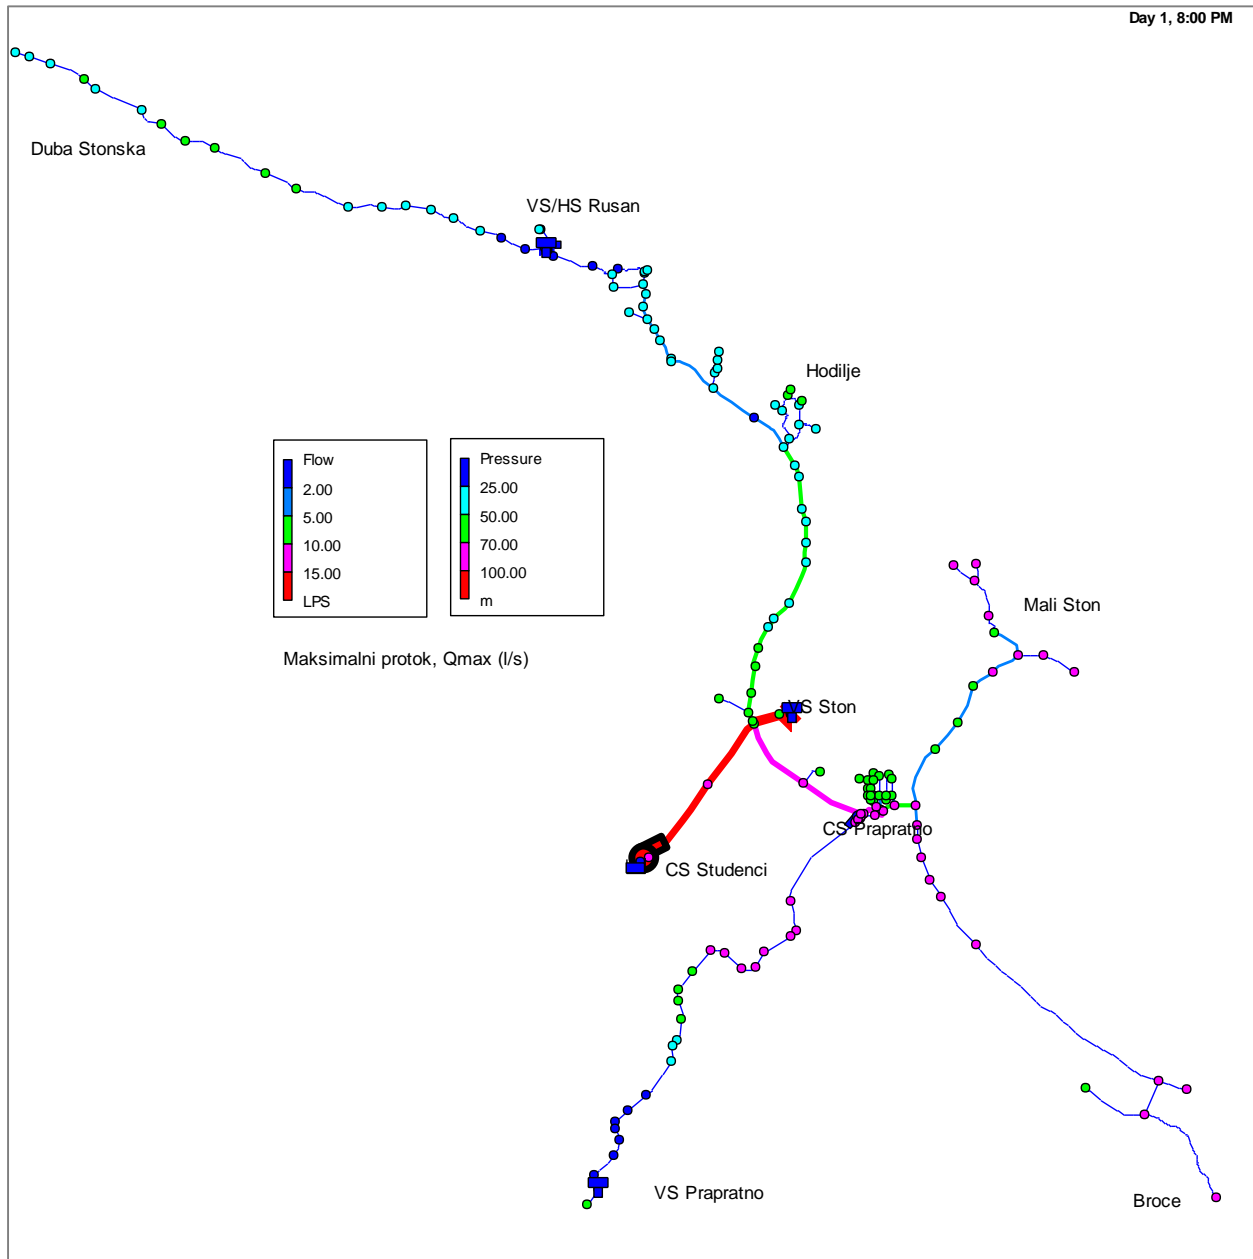 Day 1, 8:00 PM
Duba Stonska
VS/HS Rusan
Hodilje
Flow
2.00
5.00
10.00
15.00
LPS
Pressure
25.00
50.00
70.00
100.00
m
Mali Ston
Maksimalni protok, Qmax (l/s)
VS Ston
CS Prapratno
CS Studenci
VS Prapratno
Broce